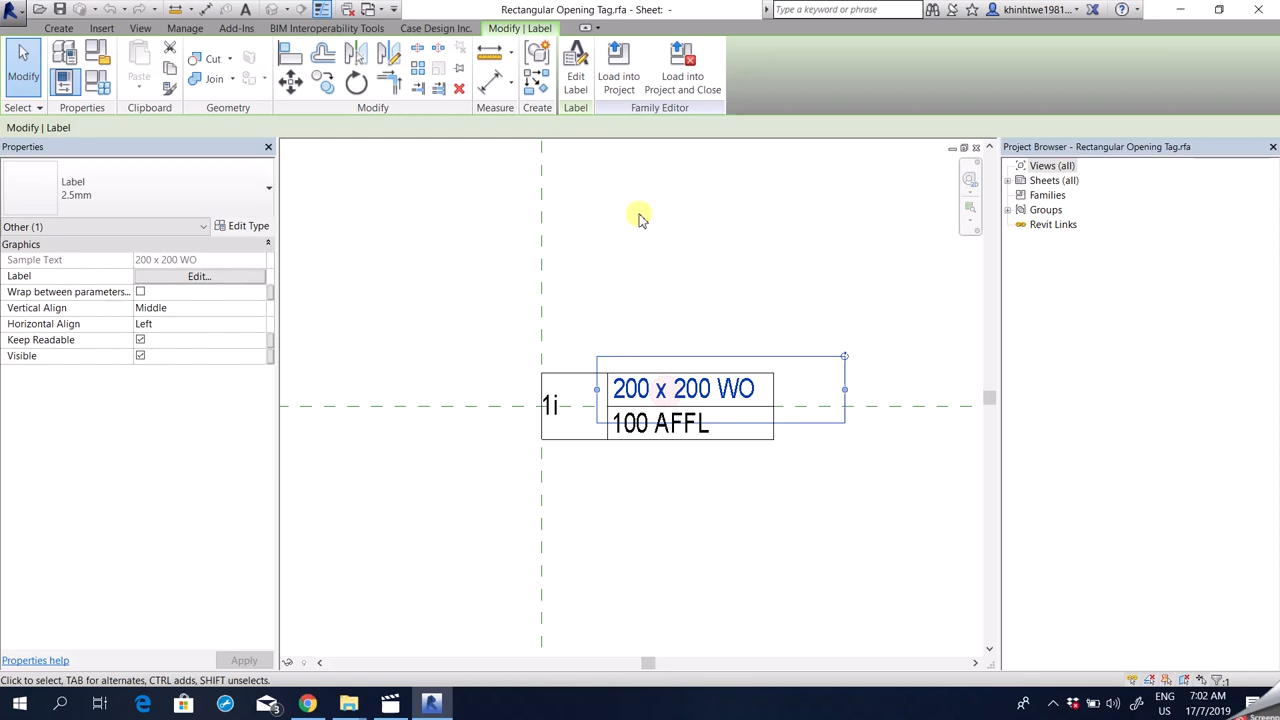 Rectangular Opening Tag.rfa - Sheet: -
Type a keyword or phrase
khinhtwe1981...
Create Insert View Manage Add-Ins BIM Interoperability Tools Case Design Inc. Modify | Label
Modify
Paste
Cut
Join
Edit Label
Load into Project
Load into Project and Close
Select Properties Clipboard Geometry Modify Measure Create Label Family Editor
Modify | Label
Properties
Label
2.5mm
Other (1)
Edit Type
Graphics
Sample Text 200 x 200 WO
Label Edit...
Wrap between parameters...
Vertical Align Middle
Horizontal Align Left
Keep Readable
Visible
Properties help
Apply
1i
200 x 200 WO
100 AFFL
Project Browser - Rectangular Opening Tag.rfa
Views (all)
Sheets (all)
Families
Groups
Revit Links
Click to select, TAB for alternates, CTRL adds, SHIFT unselects.
:1
3
ENG
US
7:02 AM
17/7/2019